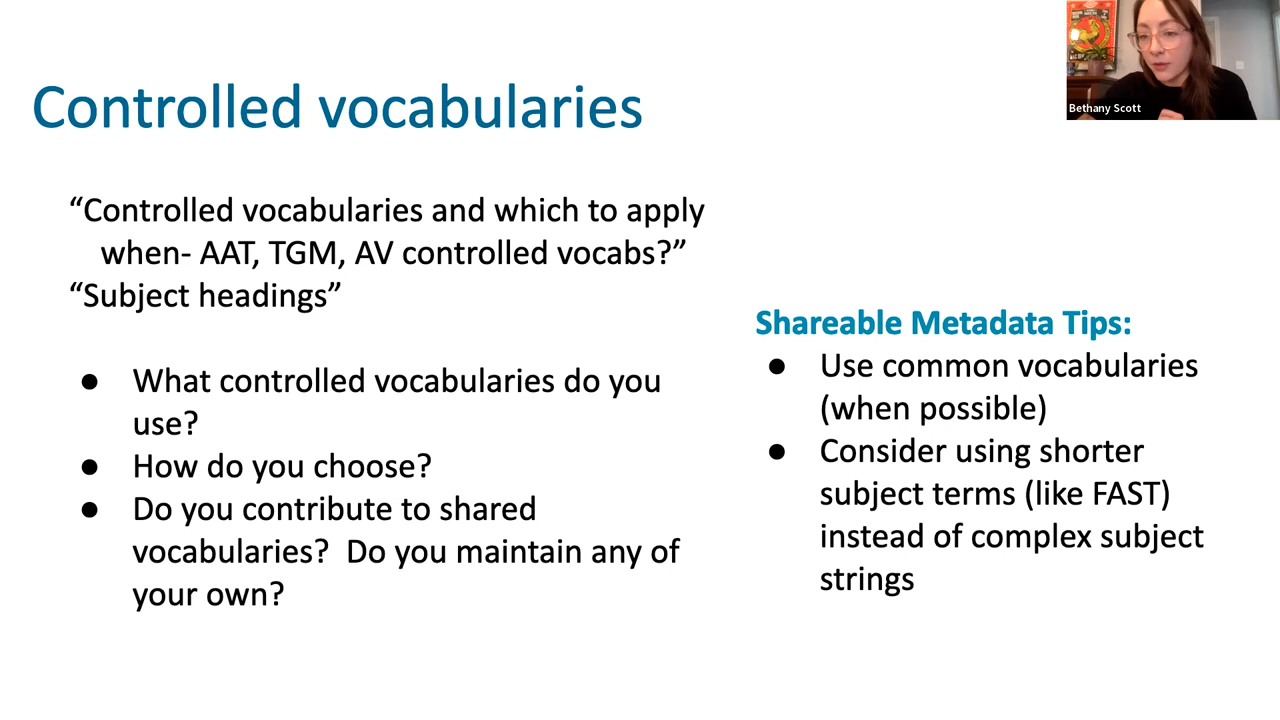 Controlled vocabularies
Bethany Scott
“Controlled vocabularies and which to apply
when- AAT, TGM, AV controlled vocabs?”
“Subject headings”
● What controlled vocabularies do you
use?
● How do you choose?
● Do you contribute to shared
vocabularies?  Do you maintain any of
your own?
Shareable Metadata Tips:
● Use common vocabularies
(when possible)
● Consider using shorter
subject terms (like FAST)
instead of complex subject
strings